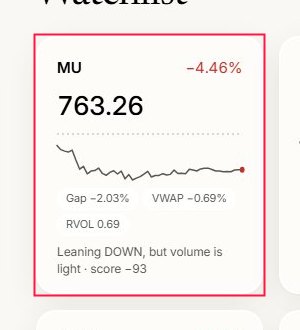 Watchlist
MU −4.46%
763.26
Gap −2.03% VWAP −0.69%
RVOL 0.69
Leaning DOWN, but volume is
light · score −93